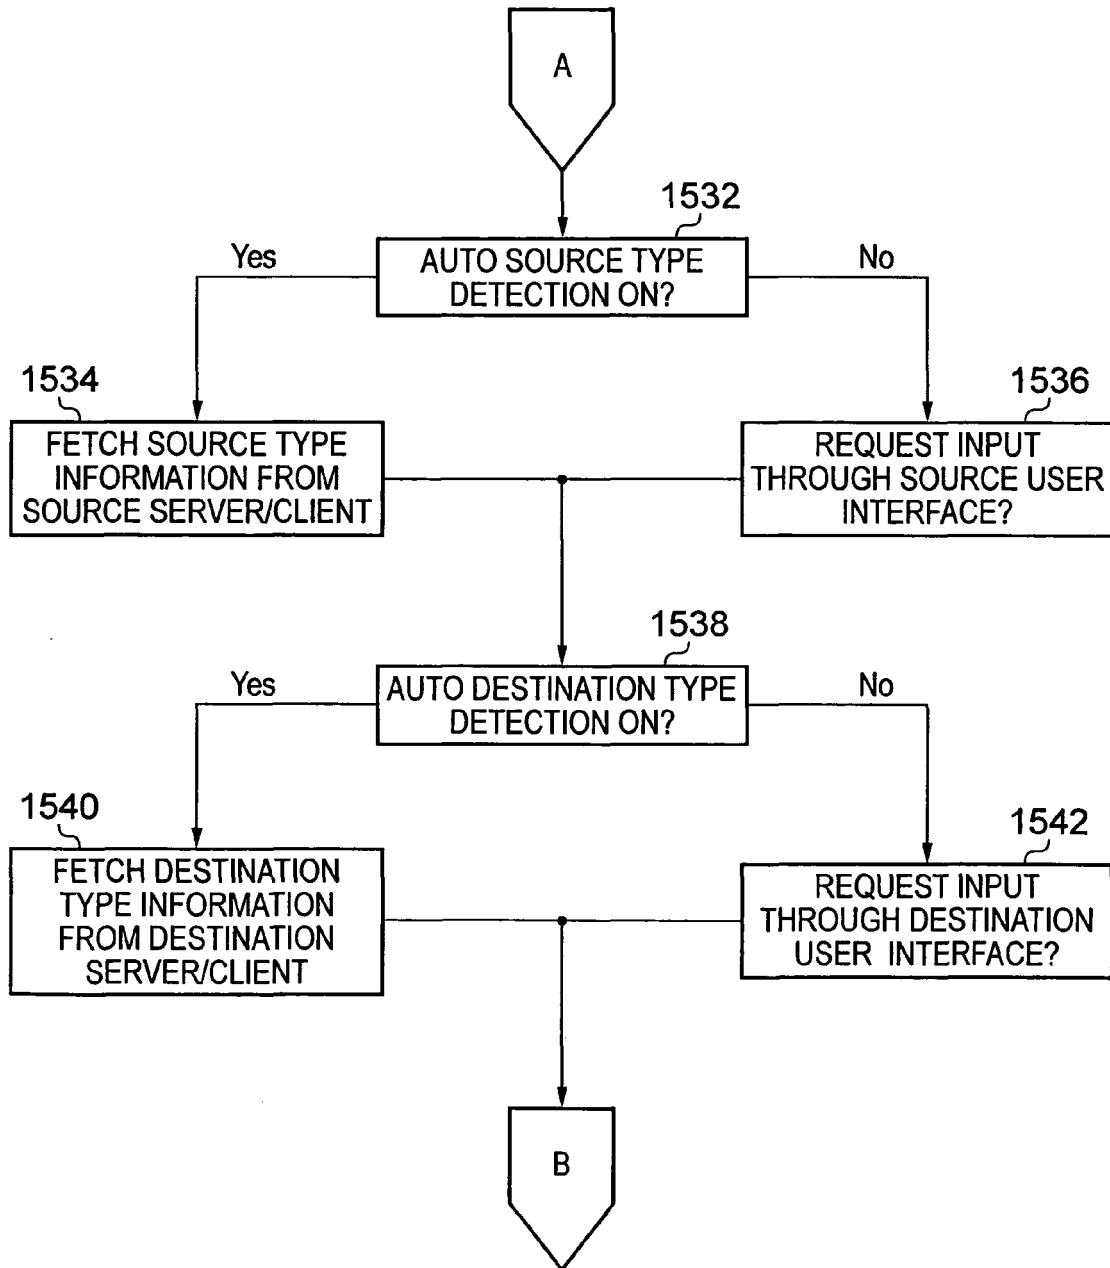 A
1532
AUTO SOURCE TYPE
DETECTION ON?
Yes
No
1534
FETCH SOURCE TYPE
INFORMATION FROM
SOURCE SERVER/CLIENT
1536
REQUEST INPUT
THROUGH SOURCE USER
INTERFACE?
1538
AUTO DESTINATION TYPE
DETECTION ON?
Yes
No
1540
FETCH DESTINATION
TYPE INFORMATION
FROM DESTINATION
SERVER/CLIENT
1542
REQUEST INPUT
THROUGH DESTINATION
USER INTERFACE?
B